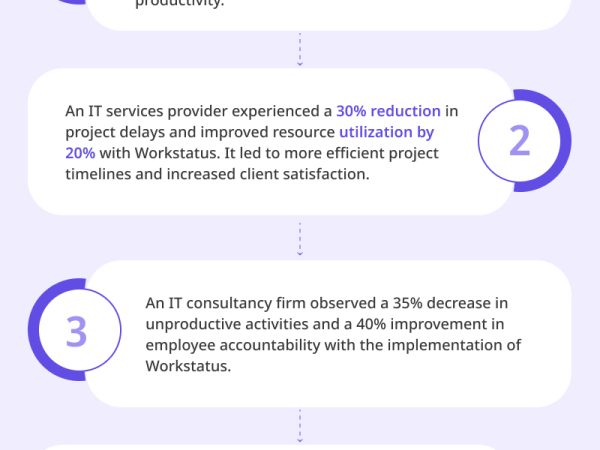 productivity.
An IT services provider experienced a 30% reduction in
project delays and improved resource utilization by
20% with Workstatus. It led to more efficient project
timelines and increased client satisfaction.
2
3
An IT consultancy firm observed a 35% decrease in
unproductive activities and a 40% improvement in
employee accountability with the implementation of
Workstatus.